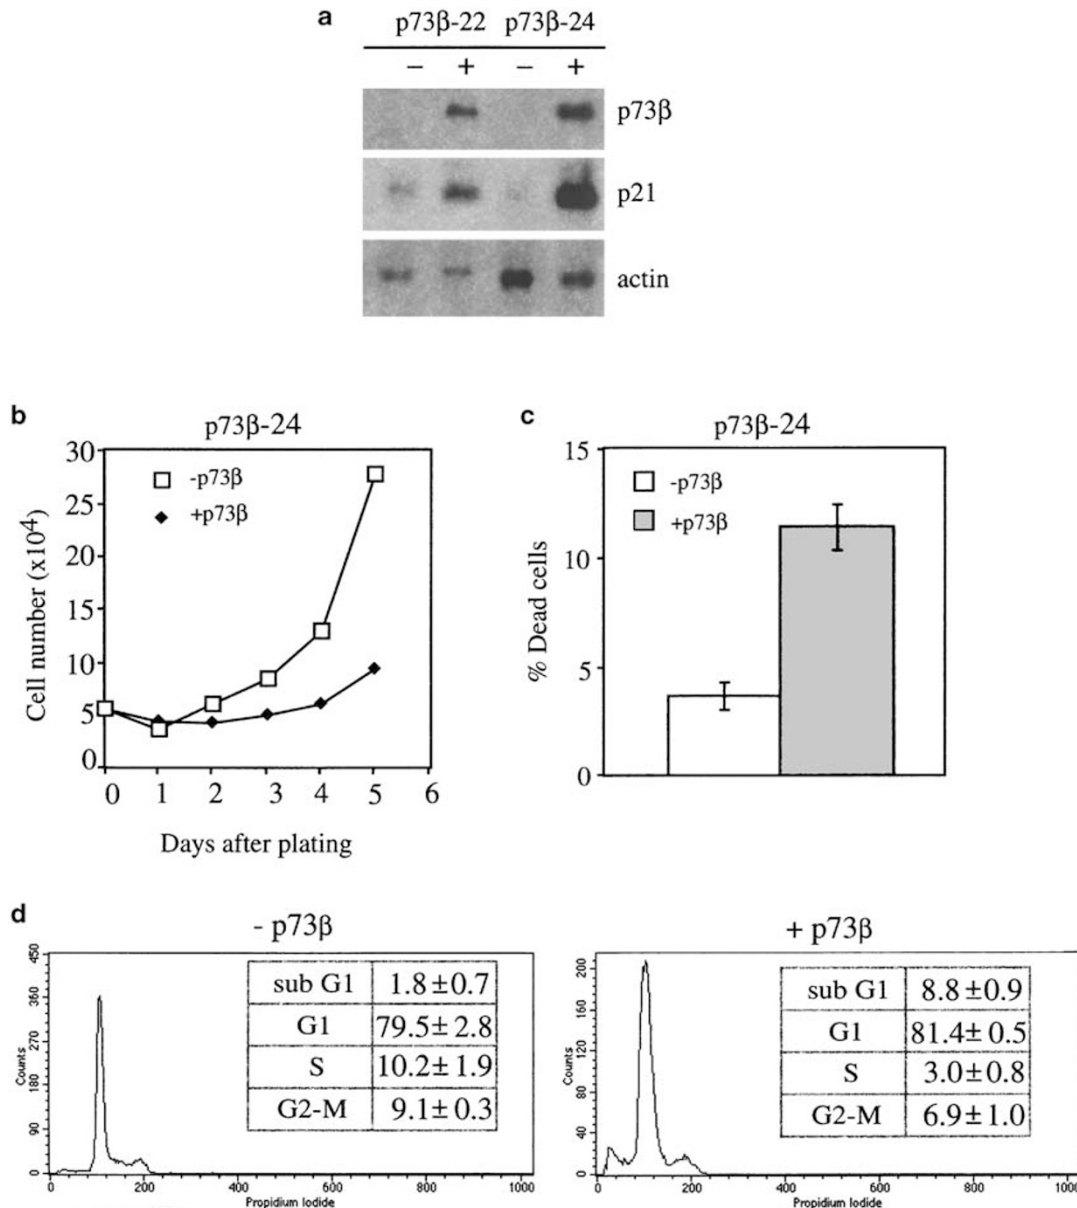 a
p73β-22 p73β-24
− + − +
p73β
p21
actin
b
p73β-24
30
25
20
15
10
5
0
-p73β
+p73β
Cell number (x10⁴)
0 1 2 3 4 5 6
Days after plating
c
p73β-24
15
10
5
0
-p73β
+p73β
% Dead cells
d
- p73β
450
360
270
180
90
0
Counts
sub G1 1.8±0.7
G1 79.5±2.8
S 10.2±1.9
G2-M 9.1±0.3
0 200 400 600 800 1000
Propidium Iodide
+ p73β
200
160
120
80
40
0
Counts
sub G1 8.8±0.9
G1 81.4±0.5
S 3.0±0.8
G2-M 6.9±1.0
0 200 400 600 800 1000
Propidium Iodide